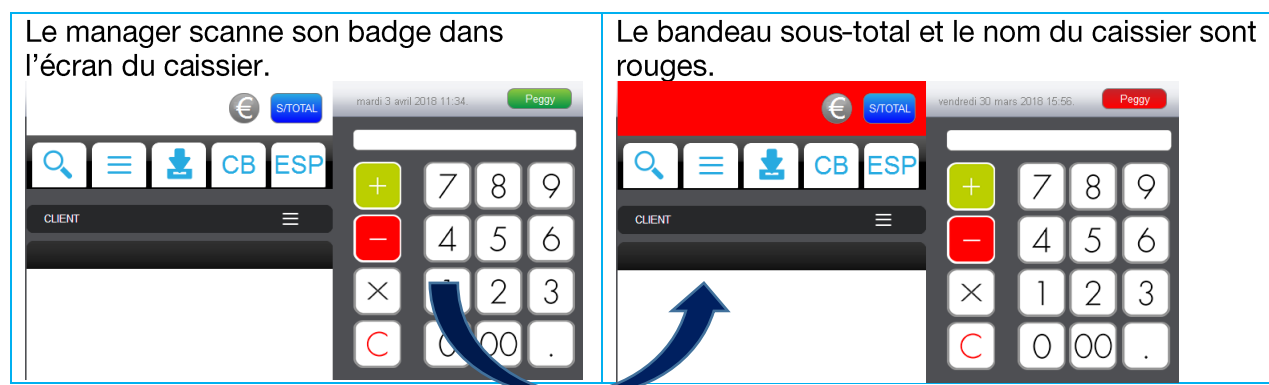 Le manager scanne son badge dans
l'écran du caissier.
€ S/TOTAL mardi 3 avril 2018 11:34. Peggy
CB ESP
+ 7 8 9
CLIENT
- 4 5 6
× 1 2 3
C 0 00 .
Le bandeau sous-total et le nom du caissier sont
rouges.
€ S/TOTAL vendredi 30 mars 2018 15:56. Peggy
CB ESP
+ 7 8 9
CLIENT
- 4 5 6
× 1 2 3
C 0 00 .